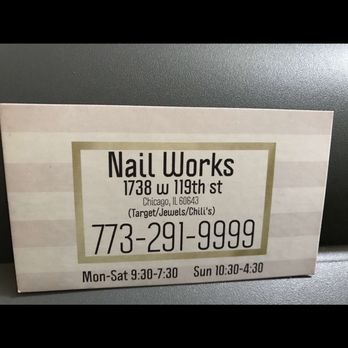 Nail Works
1738 w 119th st
Chicago, IL 60643
(Target/Jewels/Chili's)
773-291-9999
Mon-Sat 9:30-7:30 Sun 10:30-4:30